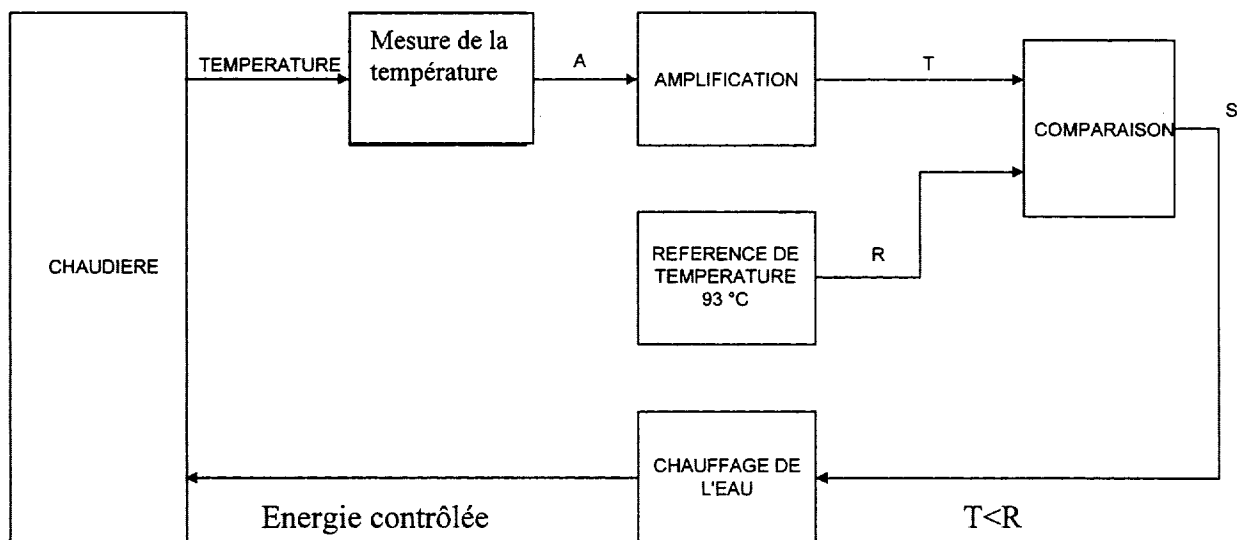 TEMPERATURE
Mesure de la
température
A
AMPLIFICATION
T
COMPARAISON
S
CHAUDIERE
REFERENCE DE
TEMPERATURE
93 °C
R
CHAUFFAGE DE
L'EAU
Energie contrôlée
T<R